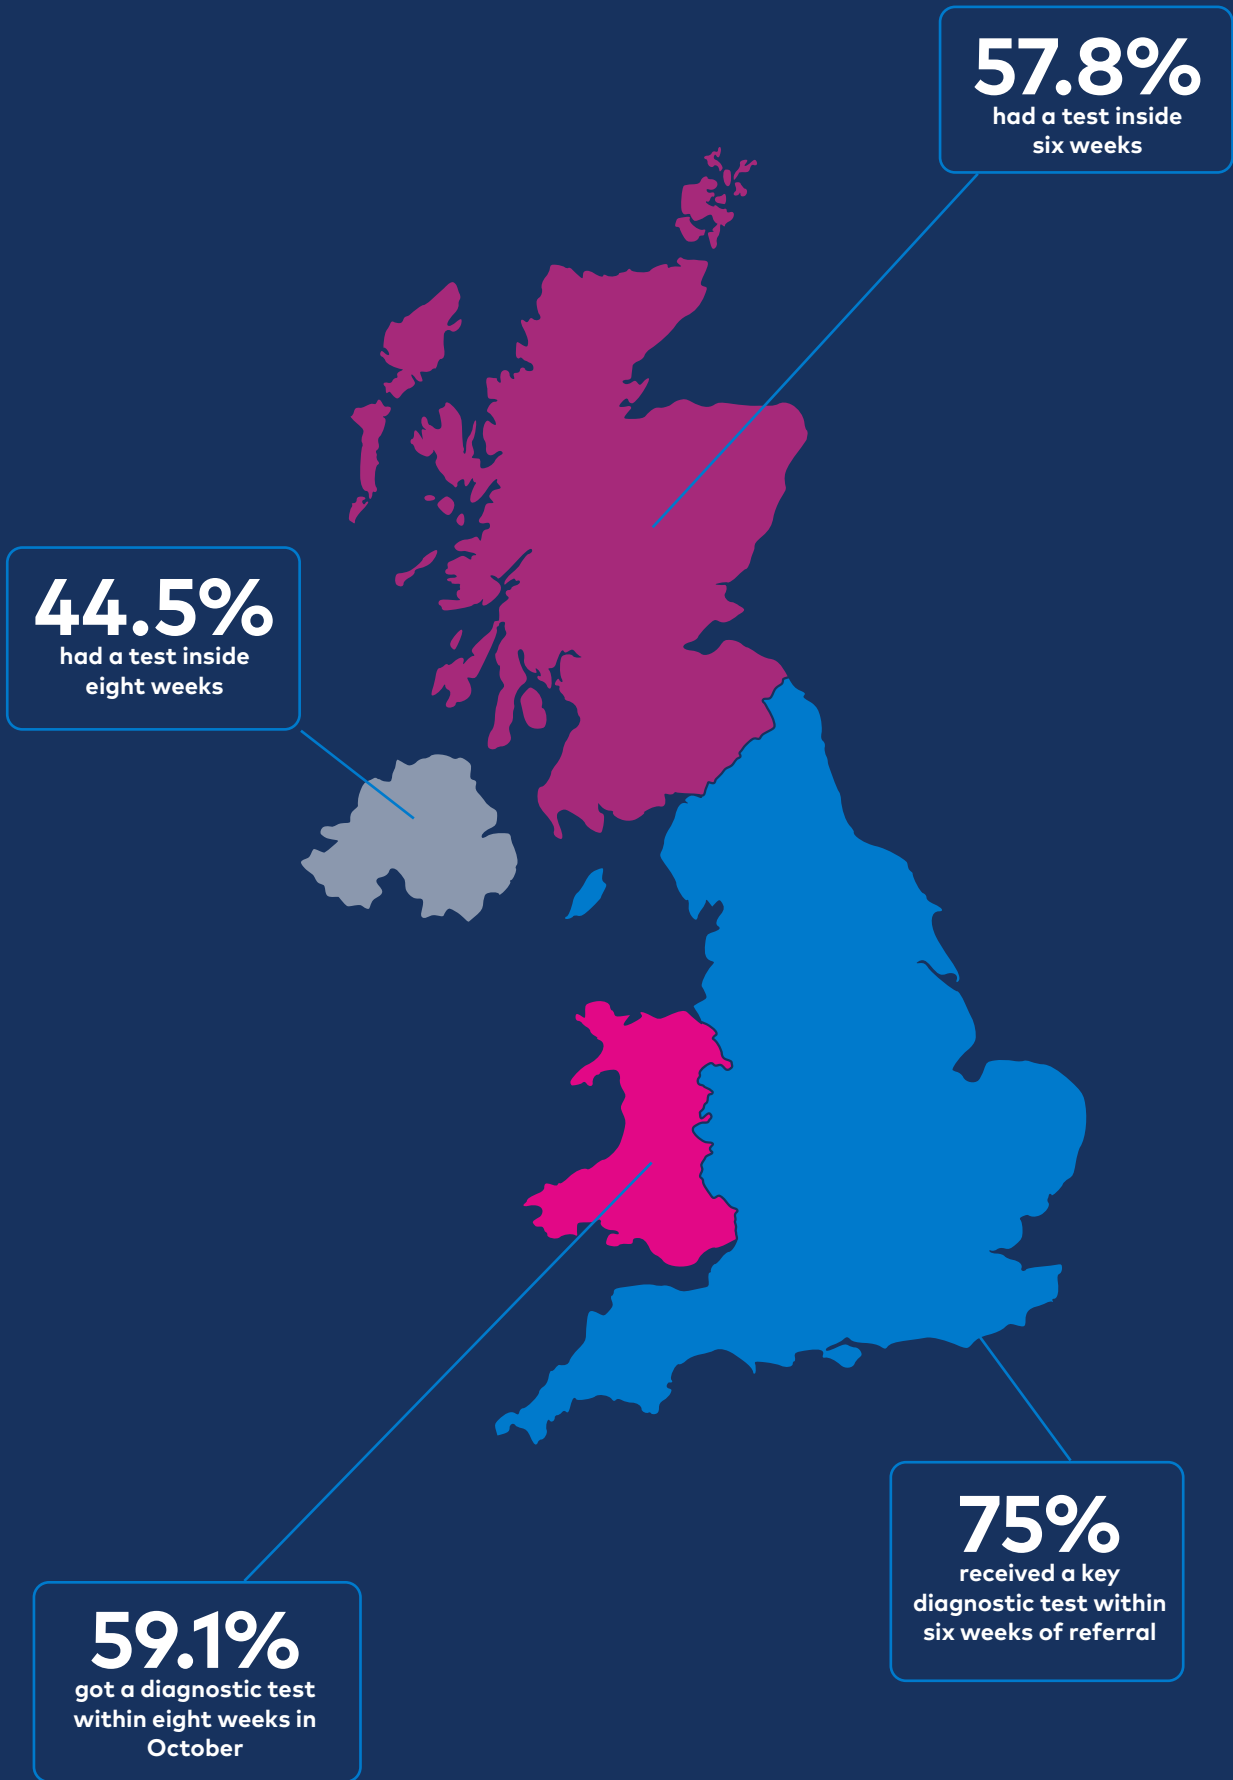 57.8%
had a test inside
six weeks
44.5%
had a test inside
eight weeks
75%
received a key
diagnostic test within
six weeks of referral
59.1%
got a diagnostic test
within eight weeks in
October